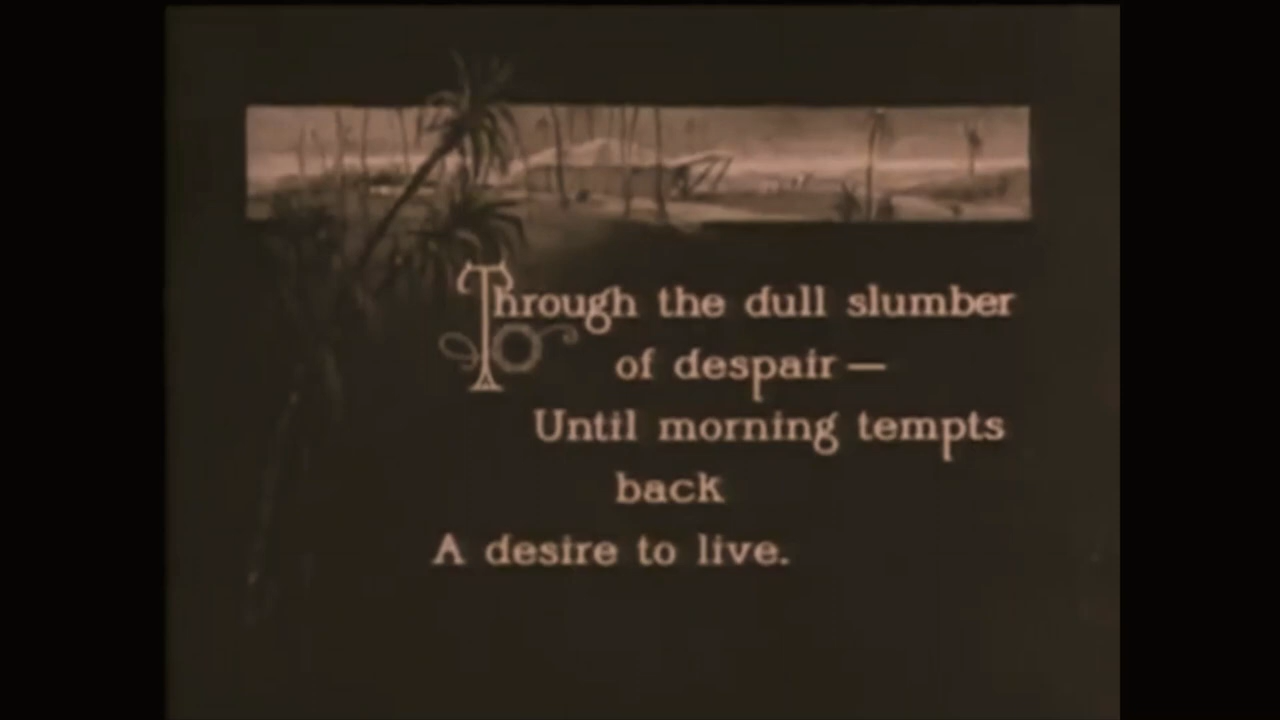 Through the dull slumber
of despair—
Until morning tempts
back
A desire to live.